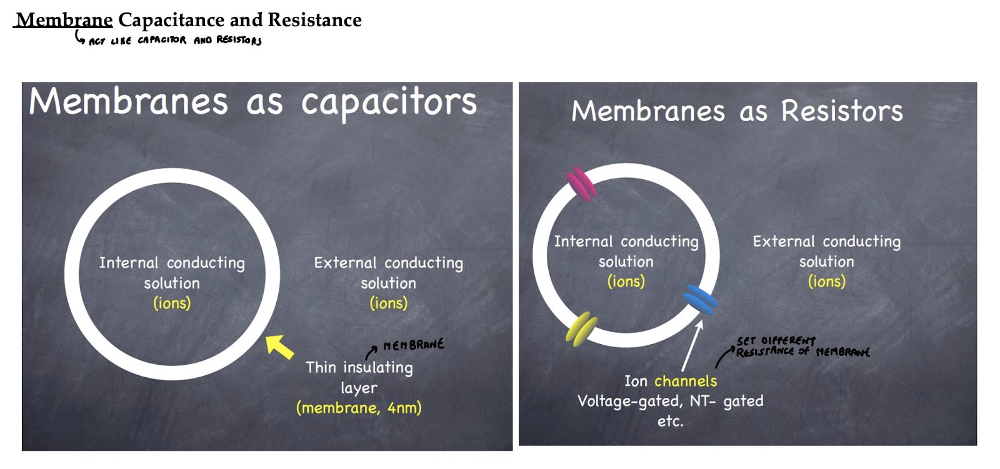 Membrane Capacitance and Resistance
ACT LIKE CAPACITOR AND RESISTORS
Membranes as capacitors
Internal conducting
solution
(ions)
External conducting
solution
(ions)
MEMBRANE
Thin insulating
layer
(membrane, 4nm)
Membranes as Resistors
Internal conducting
solution
(ions)
External conducting
solution
(ions)
SET DIFFERENT
RESISTANCE OF MEMBRANE
Ion channels
Voltage-gated, NT- gated
etc.